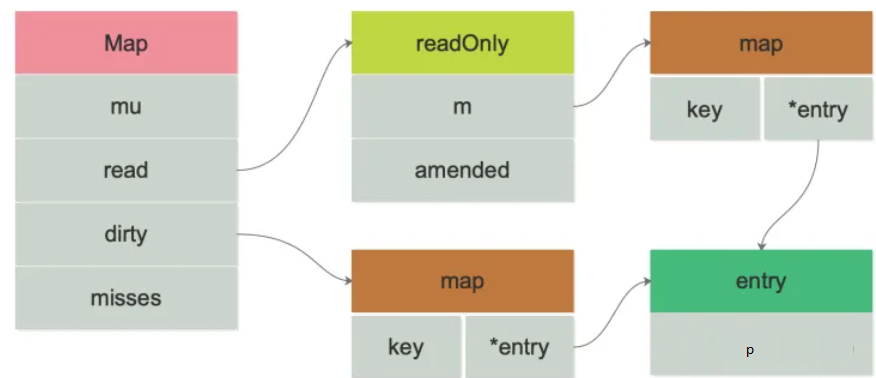 Map
mu
read
dirty
misses
readOnly
m
amended
map
key
*entry
map
key
*entry
entry
p